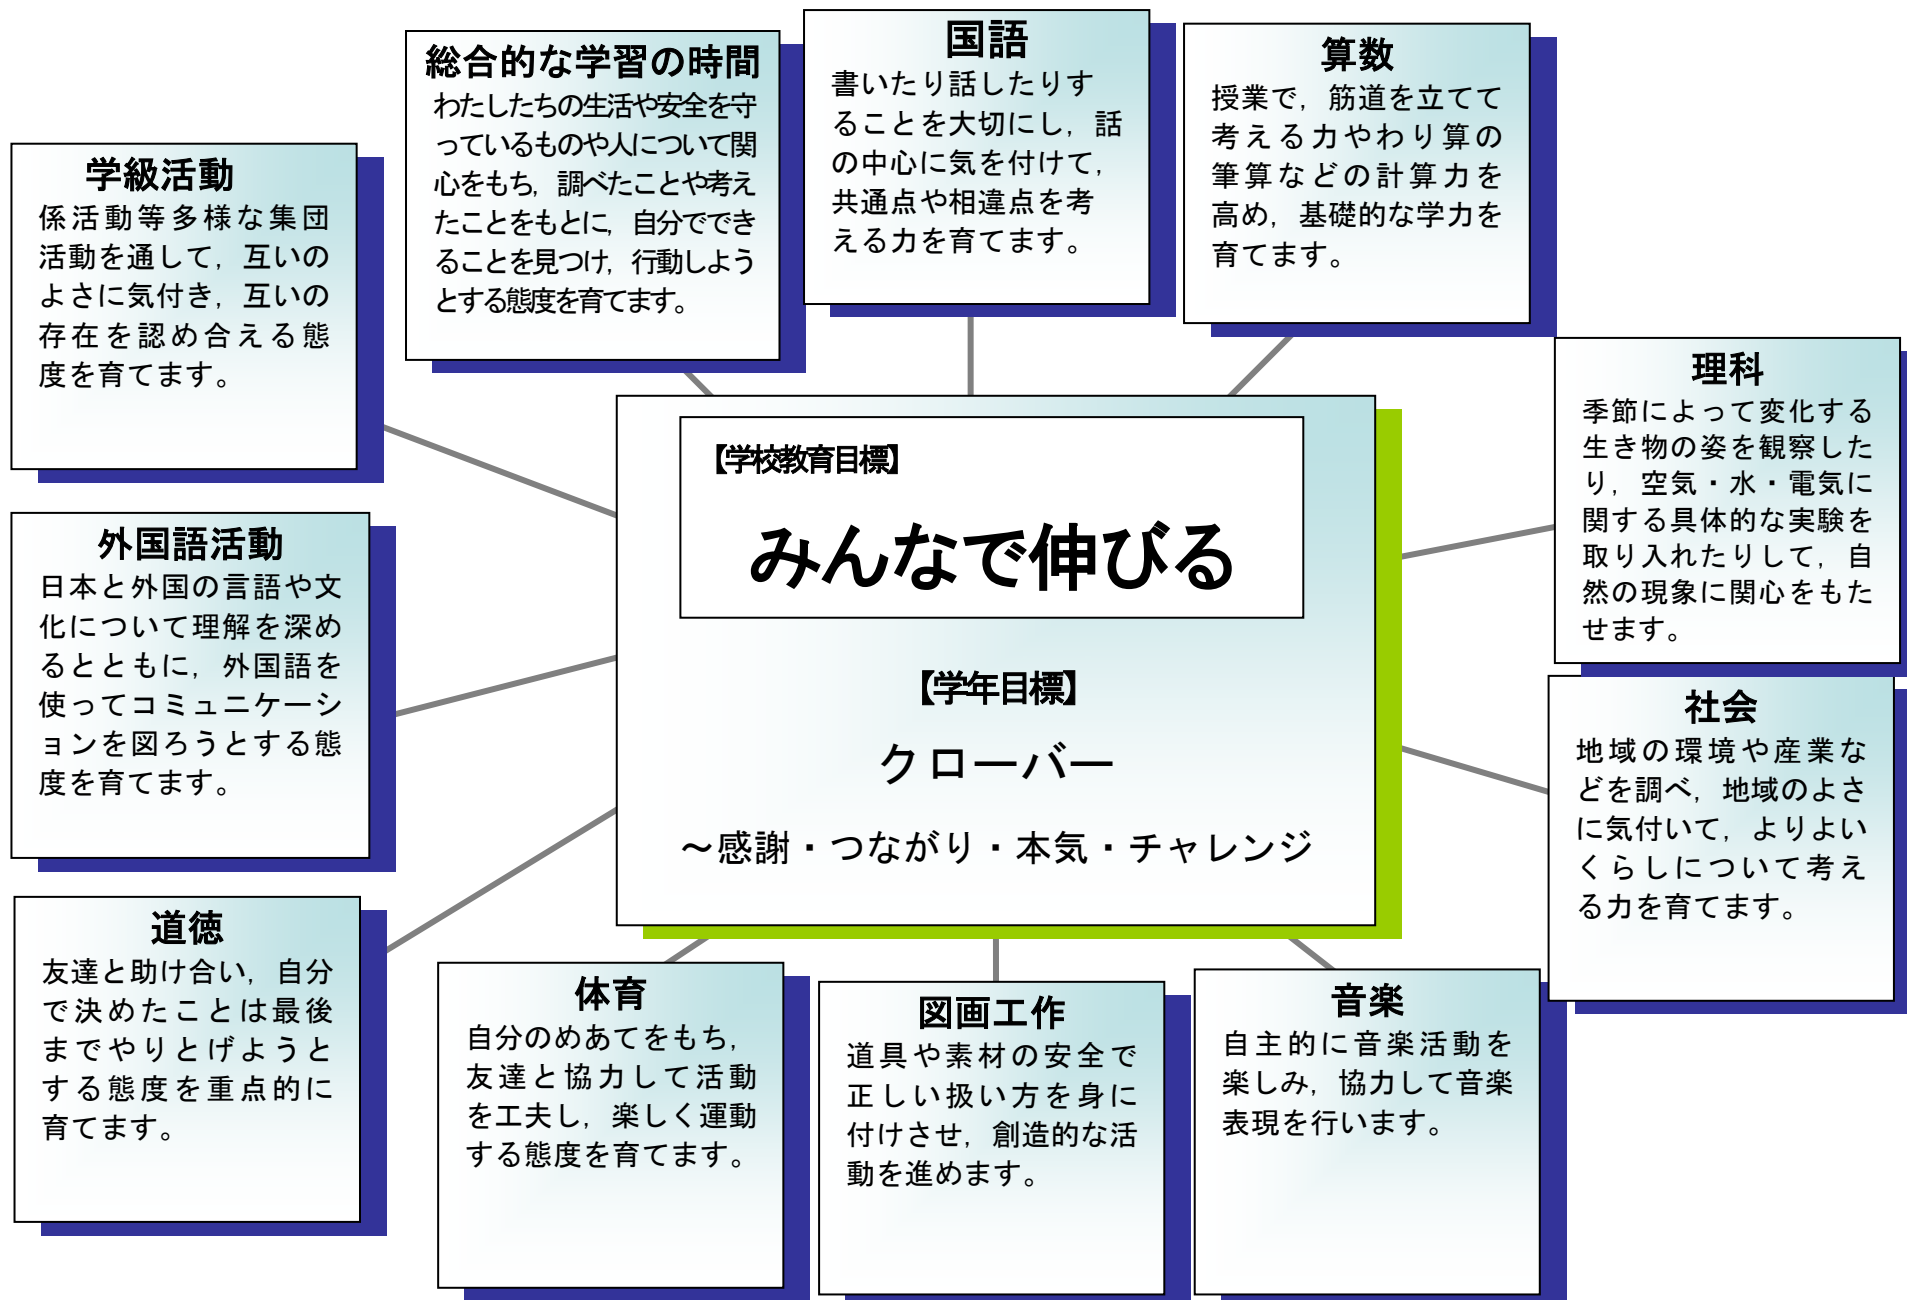 総合的な学習の時間
わたしたちの生活や安全を守
っているものや人について関
心をもち，調べたことや考え
たことをもとに，自分ででき
ることを見つけ，行動しよう
とする態度を育てます。
国語
書いたり話したりす
ることを大切にし，話
の中心に気を付けて，
共通点や相違点を考
える力を育てます。
算数
授業で，筋道を立てて
考える力やわり算の
筆算などの計算力を
高め，基礎的な学力を
育てます。
学級活動
係活動等多様な集団
活動を通して，互いの
よさに気付き，互いの
存在を認め合える態
度を育てます。
理科
季節によって変化する
生き物の姿を観察した
り，空気・水・電気に
関する具体的な実験を
取り入れたりして，自
然の現象に関心をもた
せます。
【学校教育目標】
みんなで伸びる
【学年目標】
クローバー
～感謝・つながり・本気・チャレンジ
外国語活動
日本と外国の言語や文
化について理解を深め
るとともに，外国語を
使ってコミュニケーシ
ョンを図ろうとする態
度を育てます。
社会
地域の環境や産業な
どを調べ，地域のよさ
に気付いて，よりよい
くらしについて考え
る力を育てます。
道徳
友達と助け合い，自分
で決めたことは最後
までやりとげようと
する態度を重点的に
育てます。
体育
自分のめあてをもち，
友達と協力して活動
を工夫し，楽しく運動
する態度を育てます。
図画工作
道具や素材の安全で
正しい扱い方を身に
付けさせ，創造的な活
動を進めます。
音楽
自主的に音楽活動を
楽しみ，協力して音楽
表現を行います。